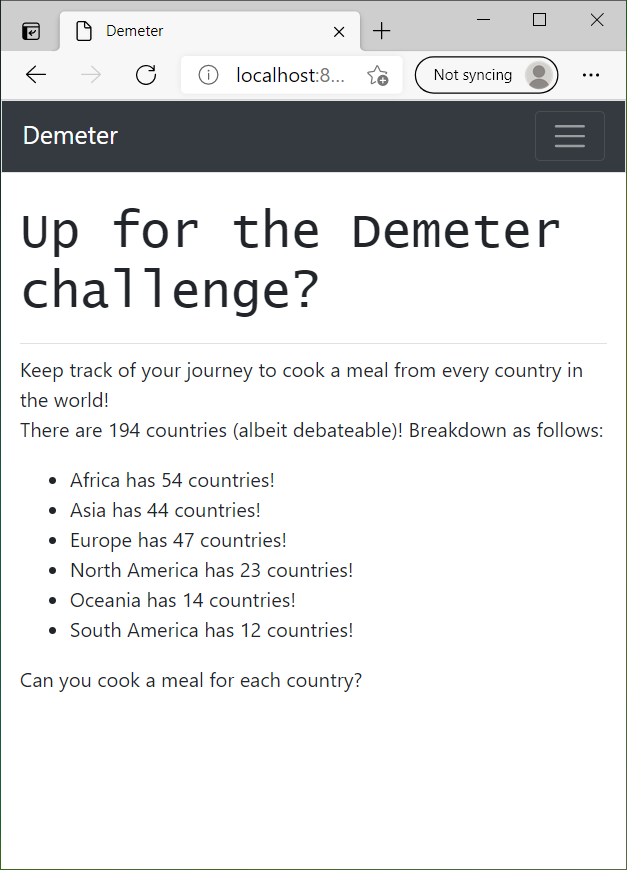 Demeter
localhost:8...
Not syncing
Demeter
Up for the Demeter
challenge?
Keep track of your journey to cook a meal from every country in
the world!
There are 194 countries (albeit debateable)! Breakdown as follows:
Africa has 54 countries!
Asia has 44 countries!
Europe has 47 countries!
North America has 23 countries!
Oceania has 14 countries!
South America has 12 countries!
Can you cook a meal for each country?